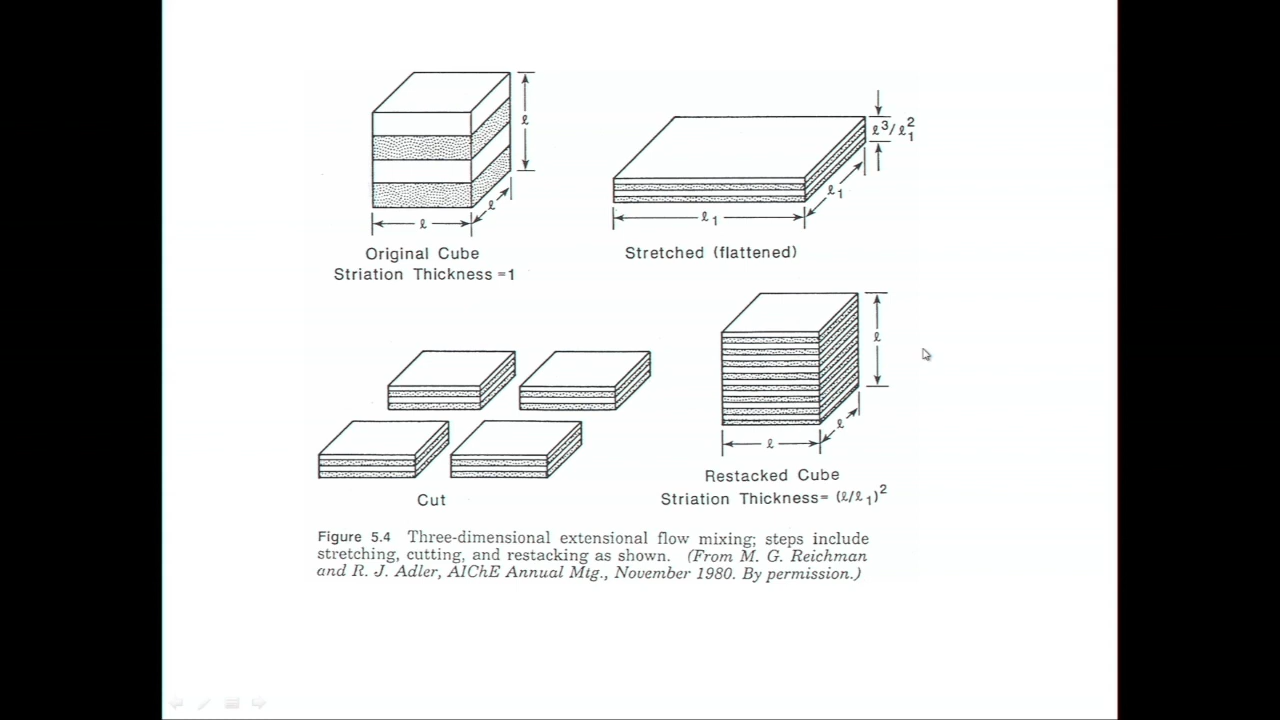 ℓ
ℓ
ℓ
Original Cube
Striation Thickness =1
ℓ³/ℓ₁²
ℓ₁
ℓ₁
Stretched (flattened)
Cut
ℓ
ℓ
ℓ
Restacked Cube
Striation Thickness= (ℓ/ℓ₁)²
Figure 5.4 Three-dimensional extensional flow mixing; steps include
stretching, cutting, and restacking as shown. (From M. G. Reichman
and R. J. Adler, AIChE Annual Mtg., November 1980. By permission.)